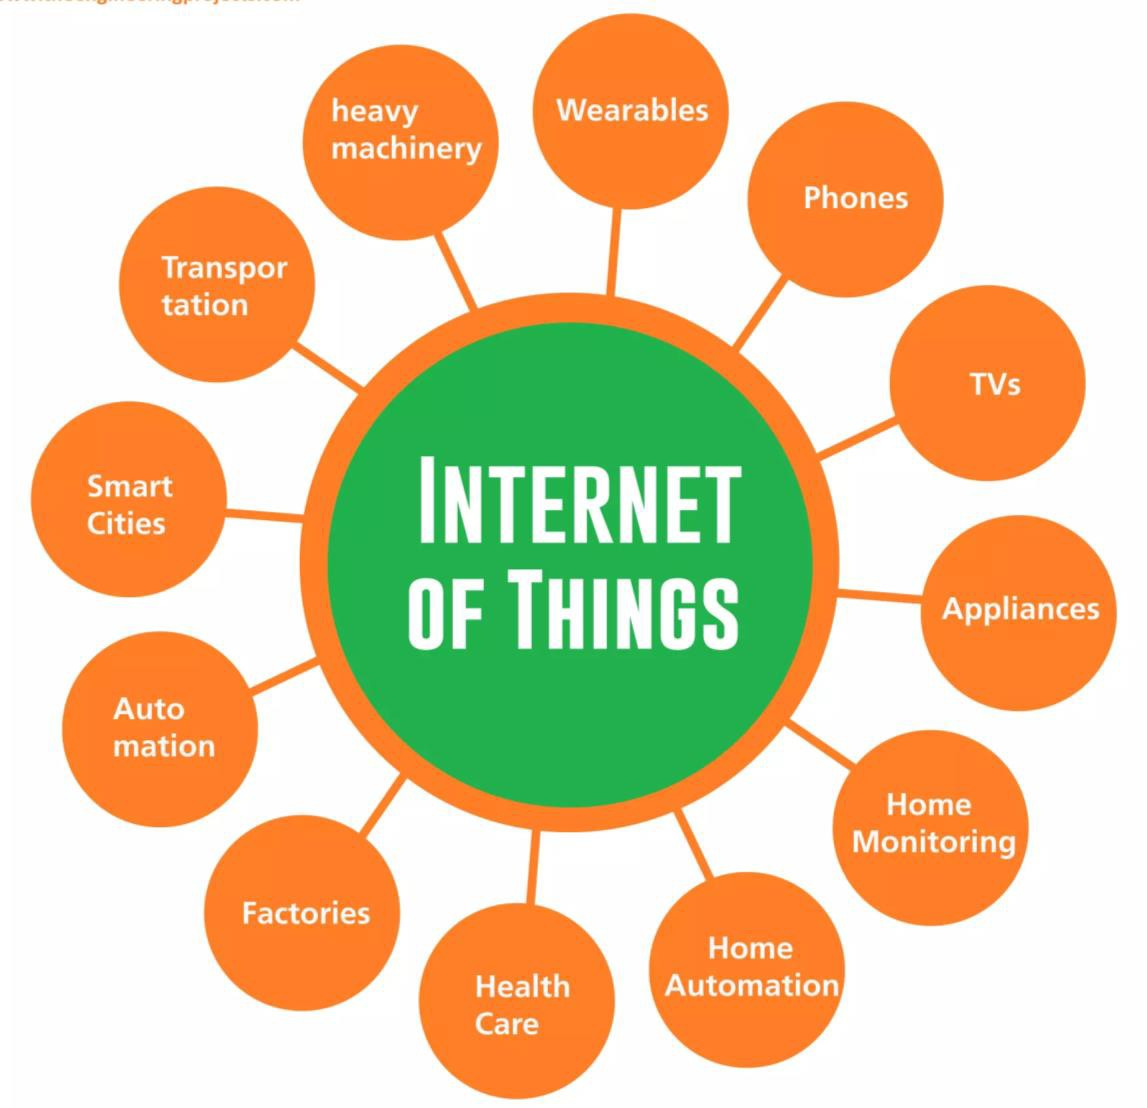 INTERNET
OF THINGS
Wearables
Phones
TVs
Appliances
Home
Monitoring
Home
Automation
Health
Care
Factories
Auto
mation
Smart
Cities
Transpor
tation
heavy
machinery